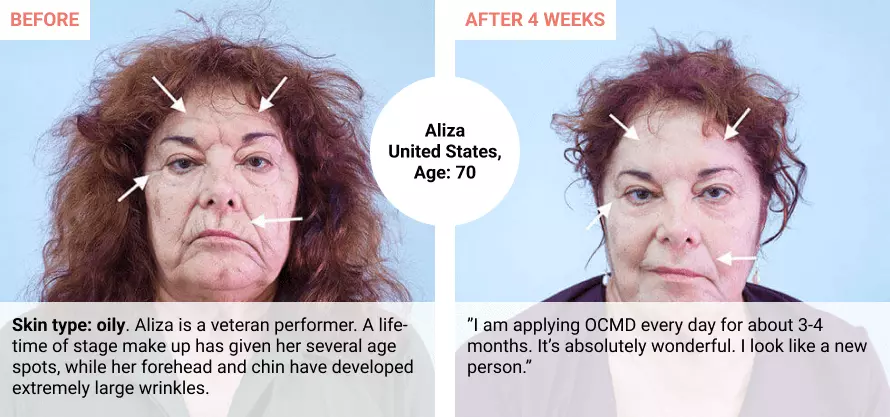 BEFORE
AFTER 4 WEEKS
Aliza
United States,
Age: 70
Skin type: oily. Aliza is a veteran performer. A life-
time of stage make up has given her several age
spots, while her forehead and chin have developed
extremely large wrinkles.
”I am applying OCMD every day for about 3-4
months. It’s absolutely wonderful. I look like a new
person.”